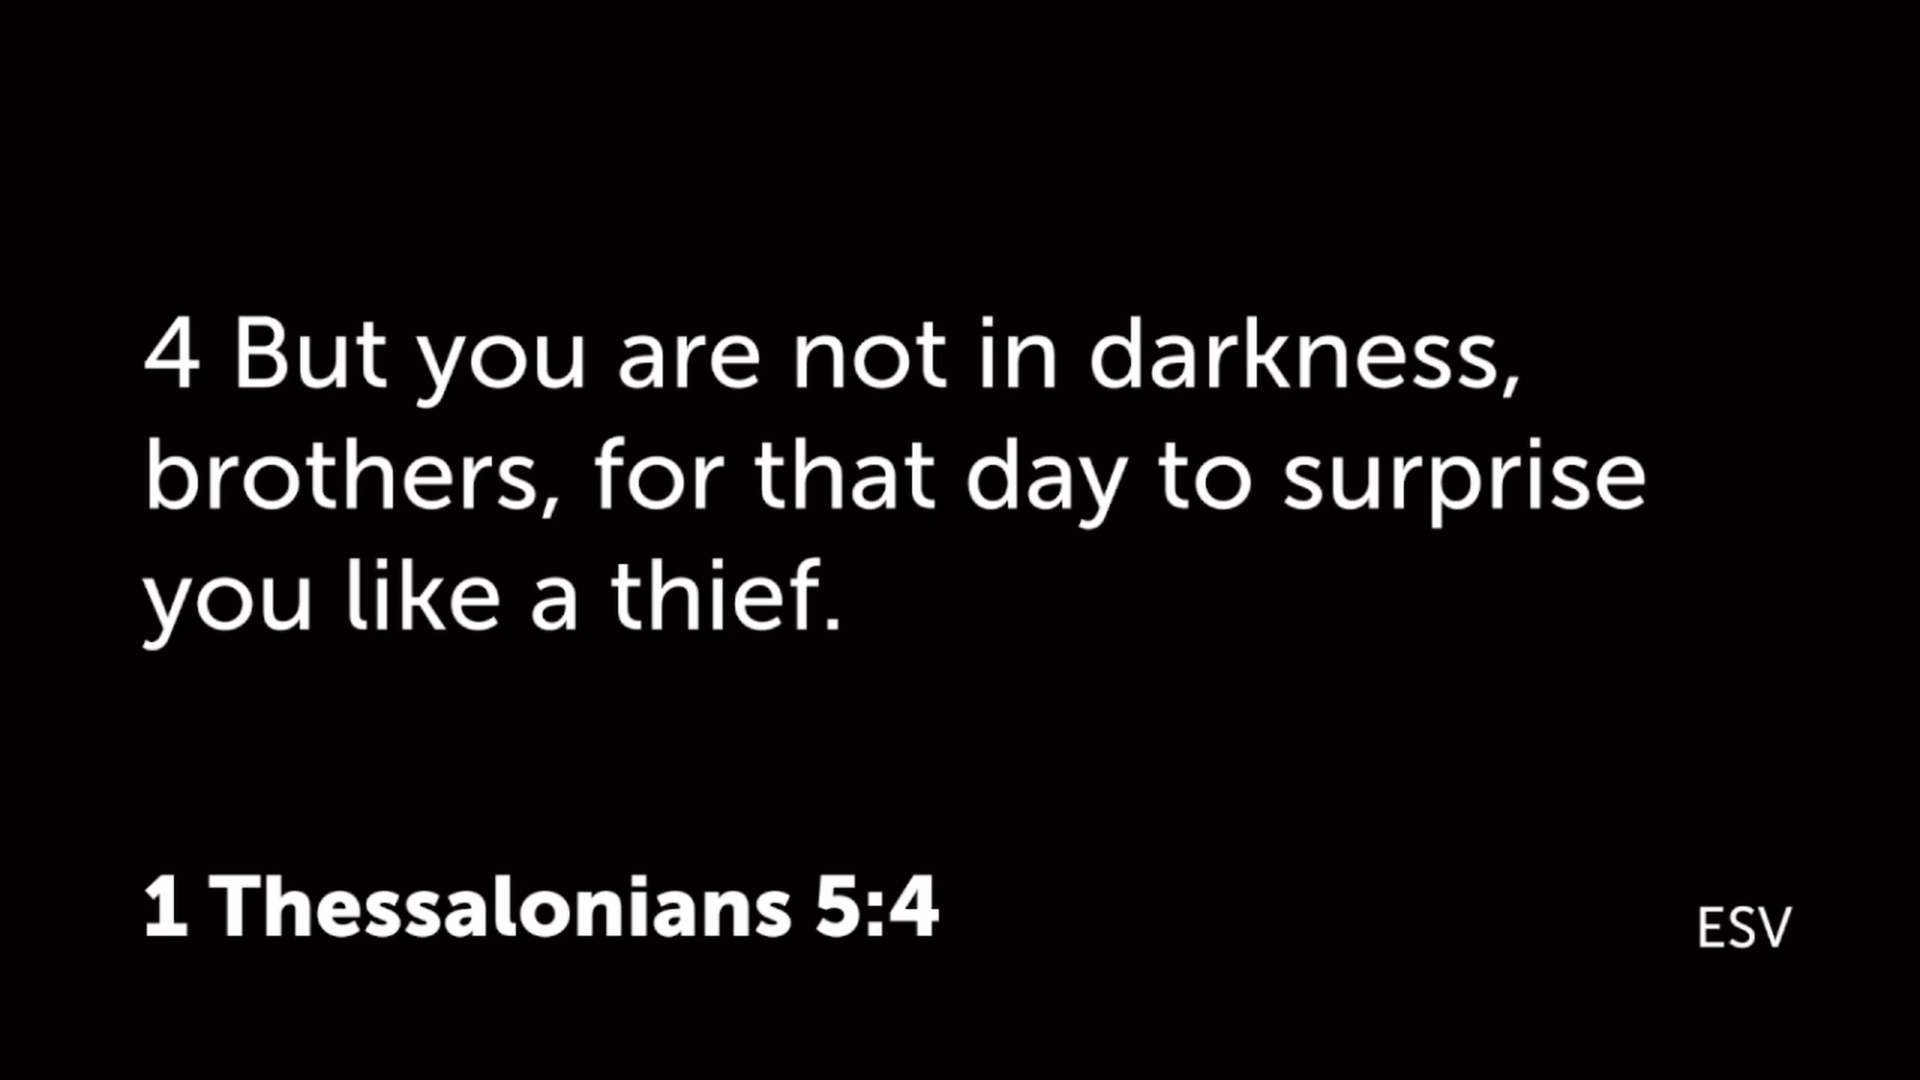 4 But you are not in darkness,
brothers, for that day to surprise
you like a thief.
1 Thessalonians 5:4
ESV